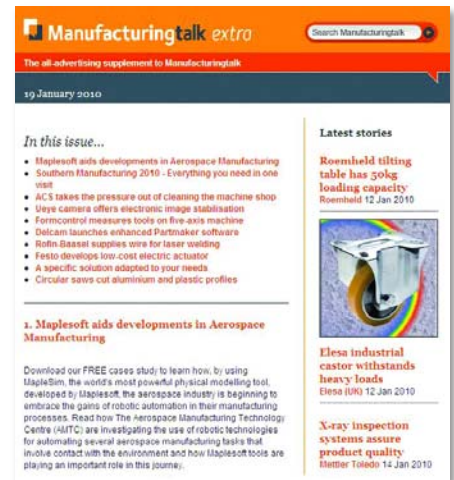 Manufacturingtalk extra
Search Manufacturingtalk
The all-advertising supplement to Manufacturingtalk
19 January 2010
In this issue...
Maplesoft aids developments in Aerospace Manufacturing
Southern Manufacturing 2010 - Everything you need in one
visit
ACS takes the pressure out of cleaning the machine shop
Ueye camera offers electronic image stabilisation
Formcontrol measures tools on five-axis machine
Delcam launches enhanced Partmaker software
Rofin-Baasel supplies wire for laser welding
Festo develops low-cost electric actuator
A specific solution adapted to your needs
Circular saws cut aluminium and plastic profiles
1. Maplesoft aids developments in Aerospace
Manufacturing
Download our FREE cases study to learn how, by using
MapleSim, the world's most powerful physical modelling tool,
developed by Maplesoft, the aerospace industry is beginning to
embrace the gains of robotic automation in their manufacturing
processes. Read how The Aerospace Manufacturing Technology
Centre (AMTC) are investigating the use of robotic technologies
for automating several aerospace manufacturing tasks that
involve contact with the environment and how Maplesoft tools are
playing an important role in this journey.
Latest stories
Roemheld tilting
table has 50kg
loading capacity
Roemheld 12 Jan 2010
Elesa industrial
castor withstands
heavy loads
Elesa (UK) 12 Jan 2010
X-ray inspection
systems assure
product quality
Mettler Toledo 14 Jan 2010